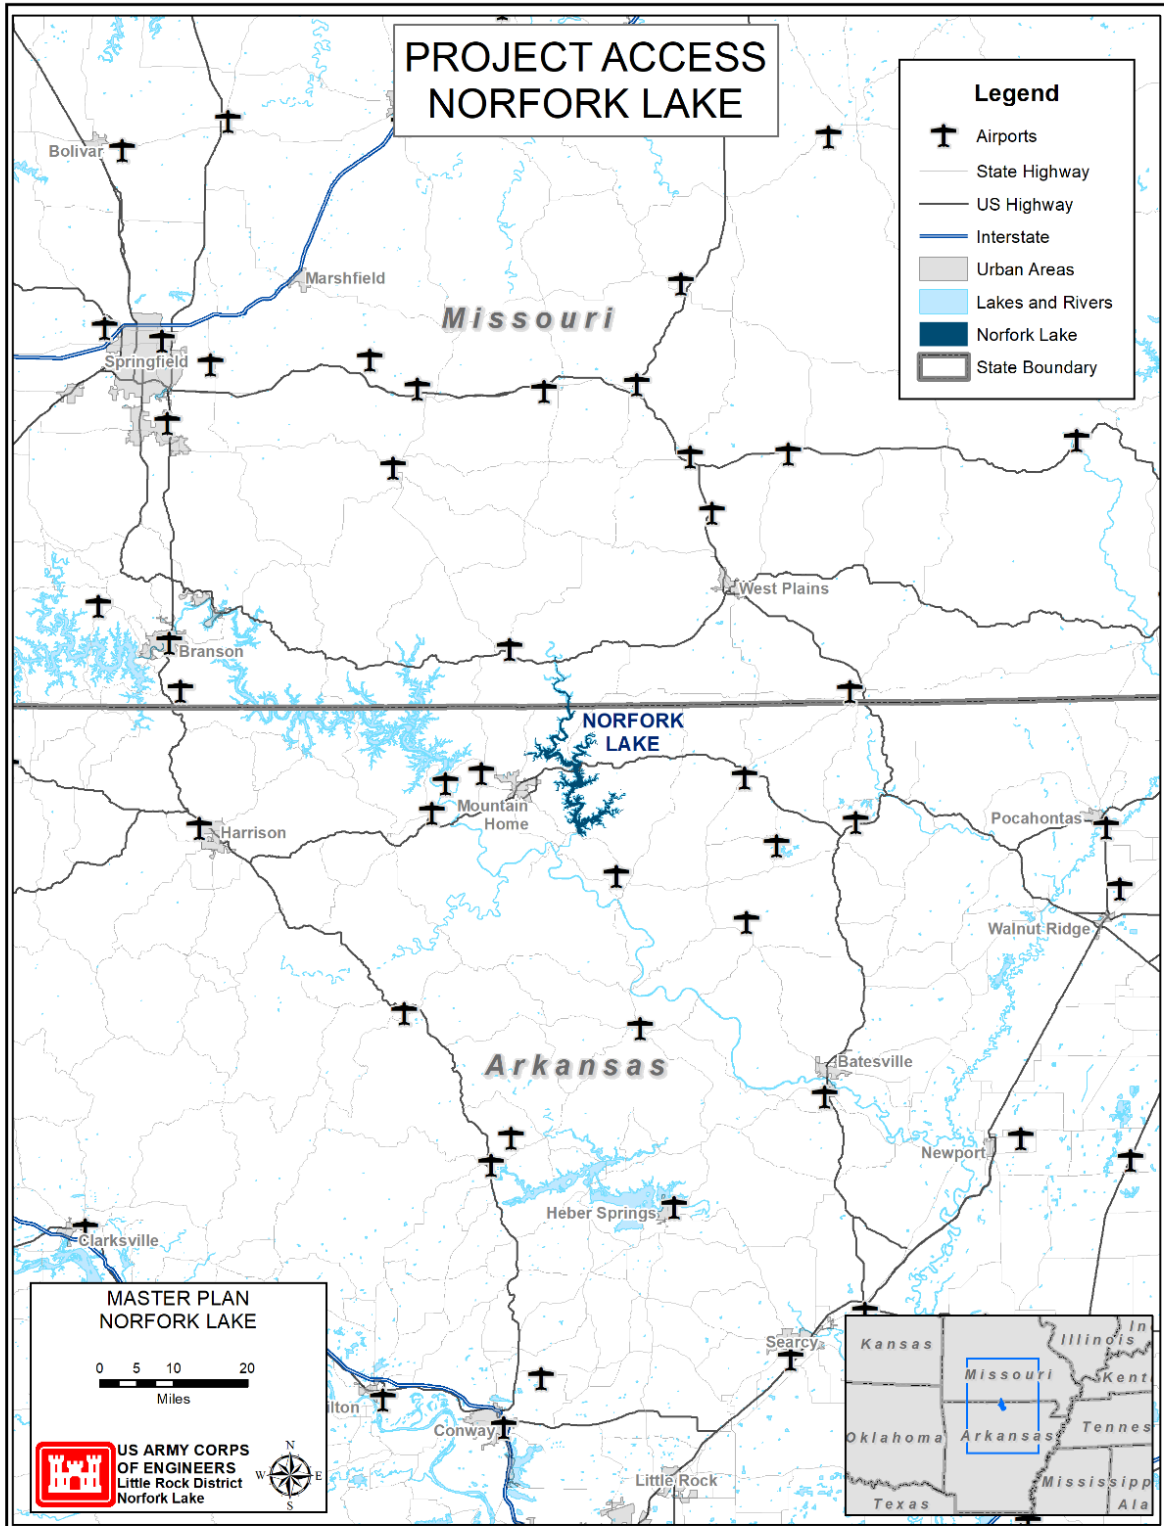 PROJECT ACCESS
NORFORK LAKE
Legend
Airports
State Highway
US Highway
Interstate
Urban Areas
Lakes and Rivers
Norfork Lake
State Boundary
Bolivar
Marshfield
Missouri
Springfield
West Plains
Branson
NORFORK
LAKE
Mountain
Home
Harrison
Pocahontas
Walnut Ridge
Arkansas
Batesville
Newport
Heber Springs
Clarksville
Searcy
ilton
Conway
Little Rock
MASTER PLAN
NORFORK LAKE
0 5 10 20
Miles
US ARMY CORPS
OF ENGINEERS
Little Rock District
Norfork Lake
N
W E
S
Kansas
Illinois
In
Missouri
Kent
Oklahoma
Arkansas
Tennes
Mississipp
Texas
Ala